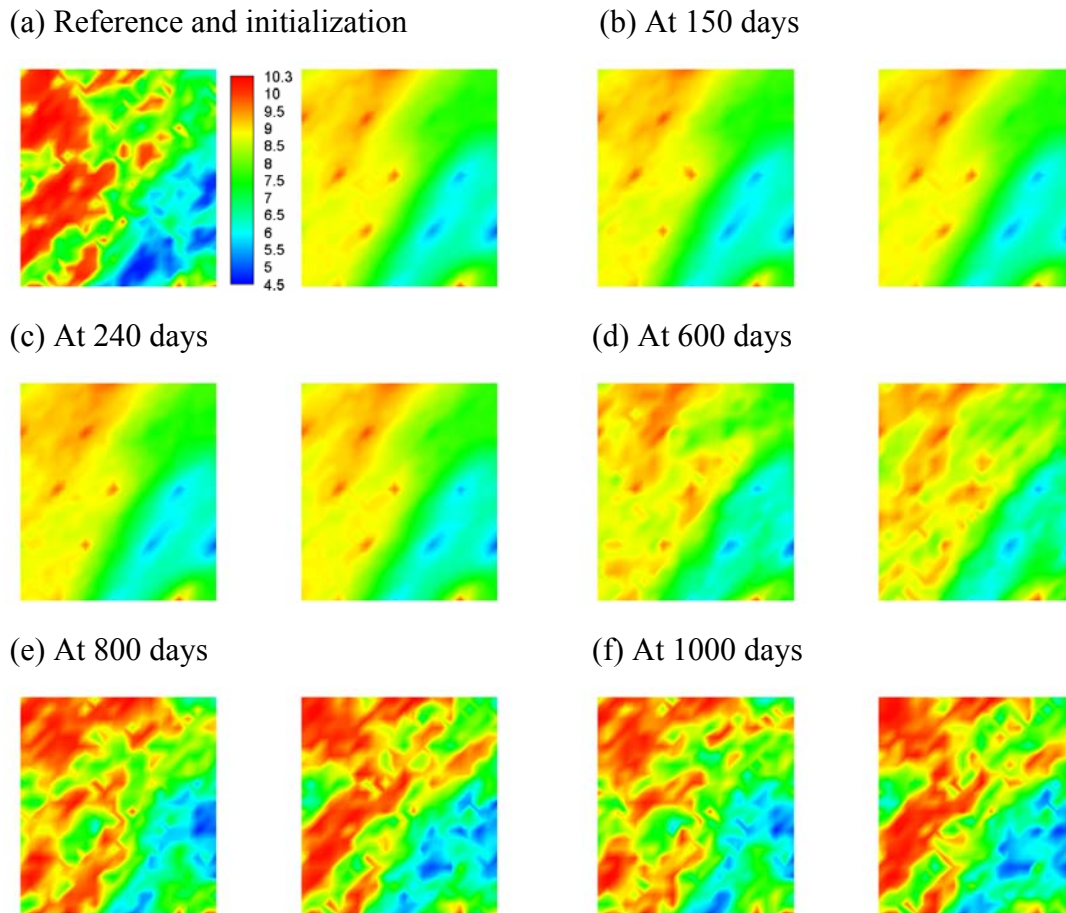 (a) Reference and initialization
(b) At 150 days
10.3
10
9.5
9
8.5
8
7.5
7
6.5
6
5.5
5
4.5
(c) At 240 days
(d) At 600 days
(e) At 800 days
(f) At 1000 days